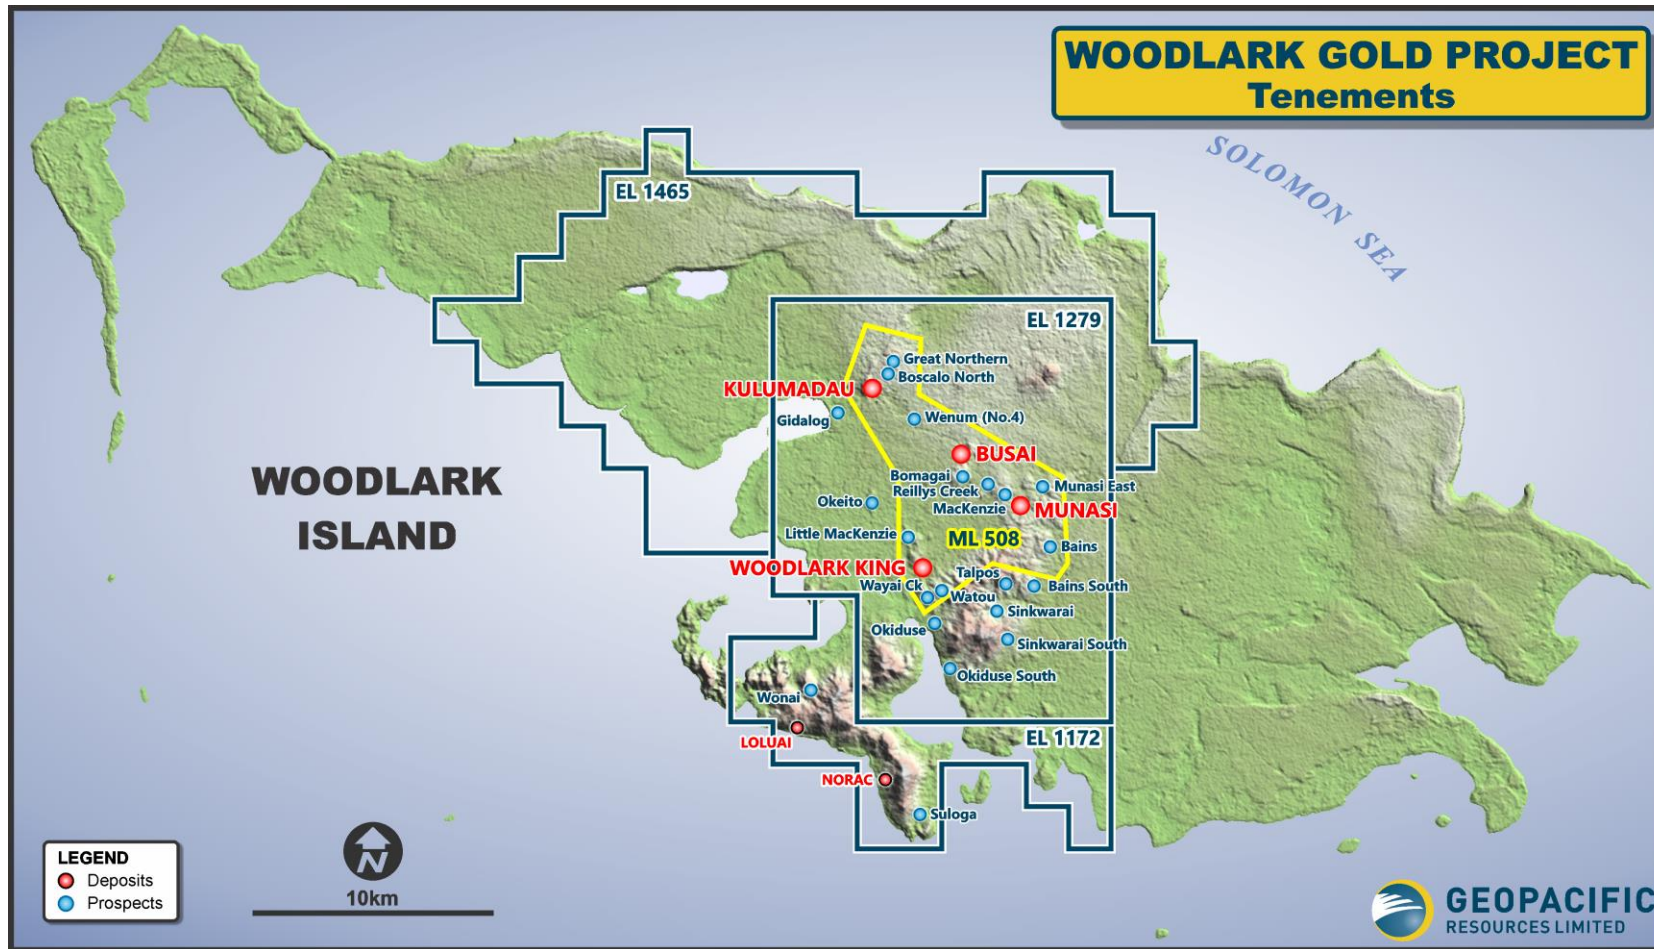 WOODLARK GOLD PROJECT
Tenements
SOLOMON SEA
EL 1465
EL 1279
Great Northern
Boscalo North
KULUMADAU
Gidalog
Wenum (No.4)
BUSAI
Bomagai
Reillys Creek
Munasi East
MacKenzie
MUNASI
Okeito
WOODLARK
ISLAND
Little MacKenzie
ML 508
Bains
WOODLARK KING
Talpos
Wayai Ck
Watou
Bains South
Sinkwarai
Okiduse
Sinkwarai South
Okiduse South
Wonai
LOLUAI
EL 1172
NORAC
Suloga
LEGEND
Deposits
Prospects
N
10km
GEOPACIFIC
RESOURCES LIMITED